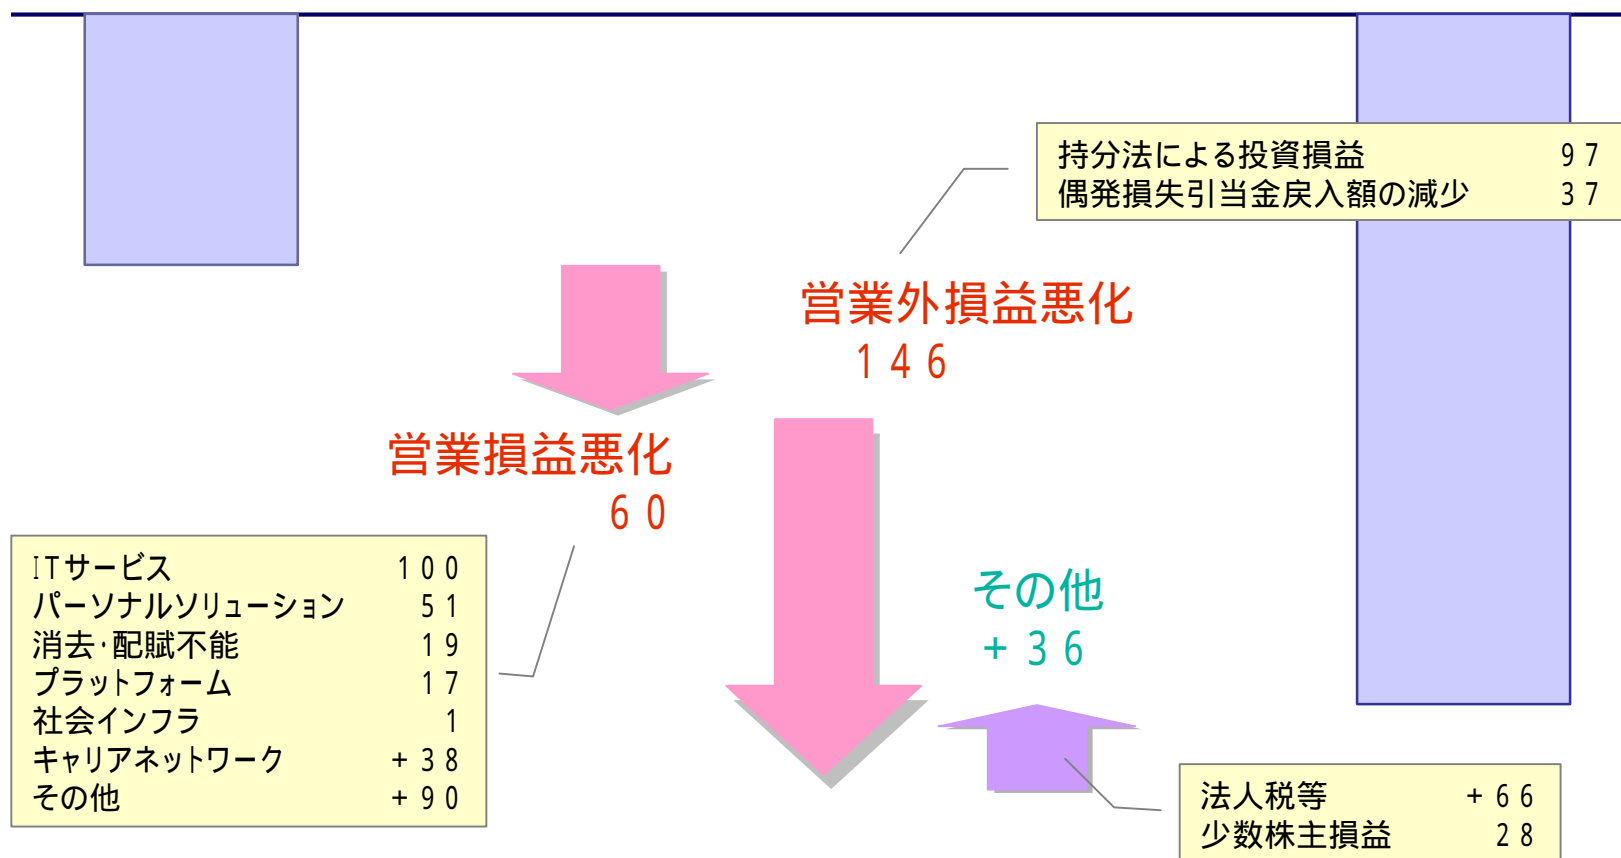 持分法による投資損益 97
偶発損失引当金戻入額の減少 37
営業外損益悪化
146
営業損益悪化
60
ITサービス 100
パーソナルソリューション 51
消去・配賦不能 19
プラットフォーム 17
社会インフラ 1
キャリアネットワーク +38
その他 +90
その他
+36
法人税等 +66
少数株主損益 28